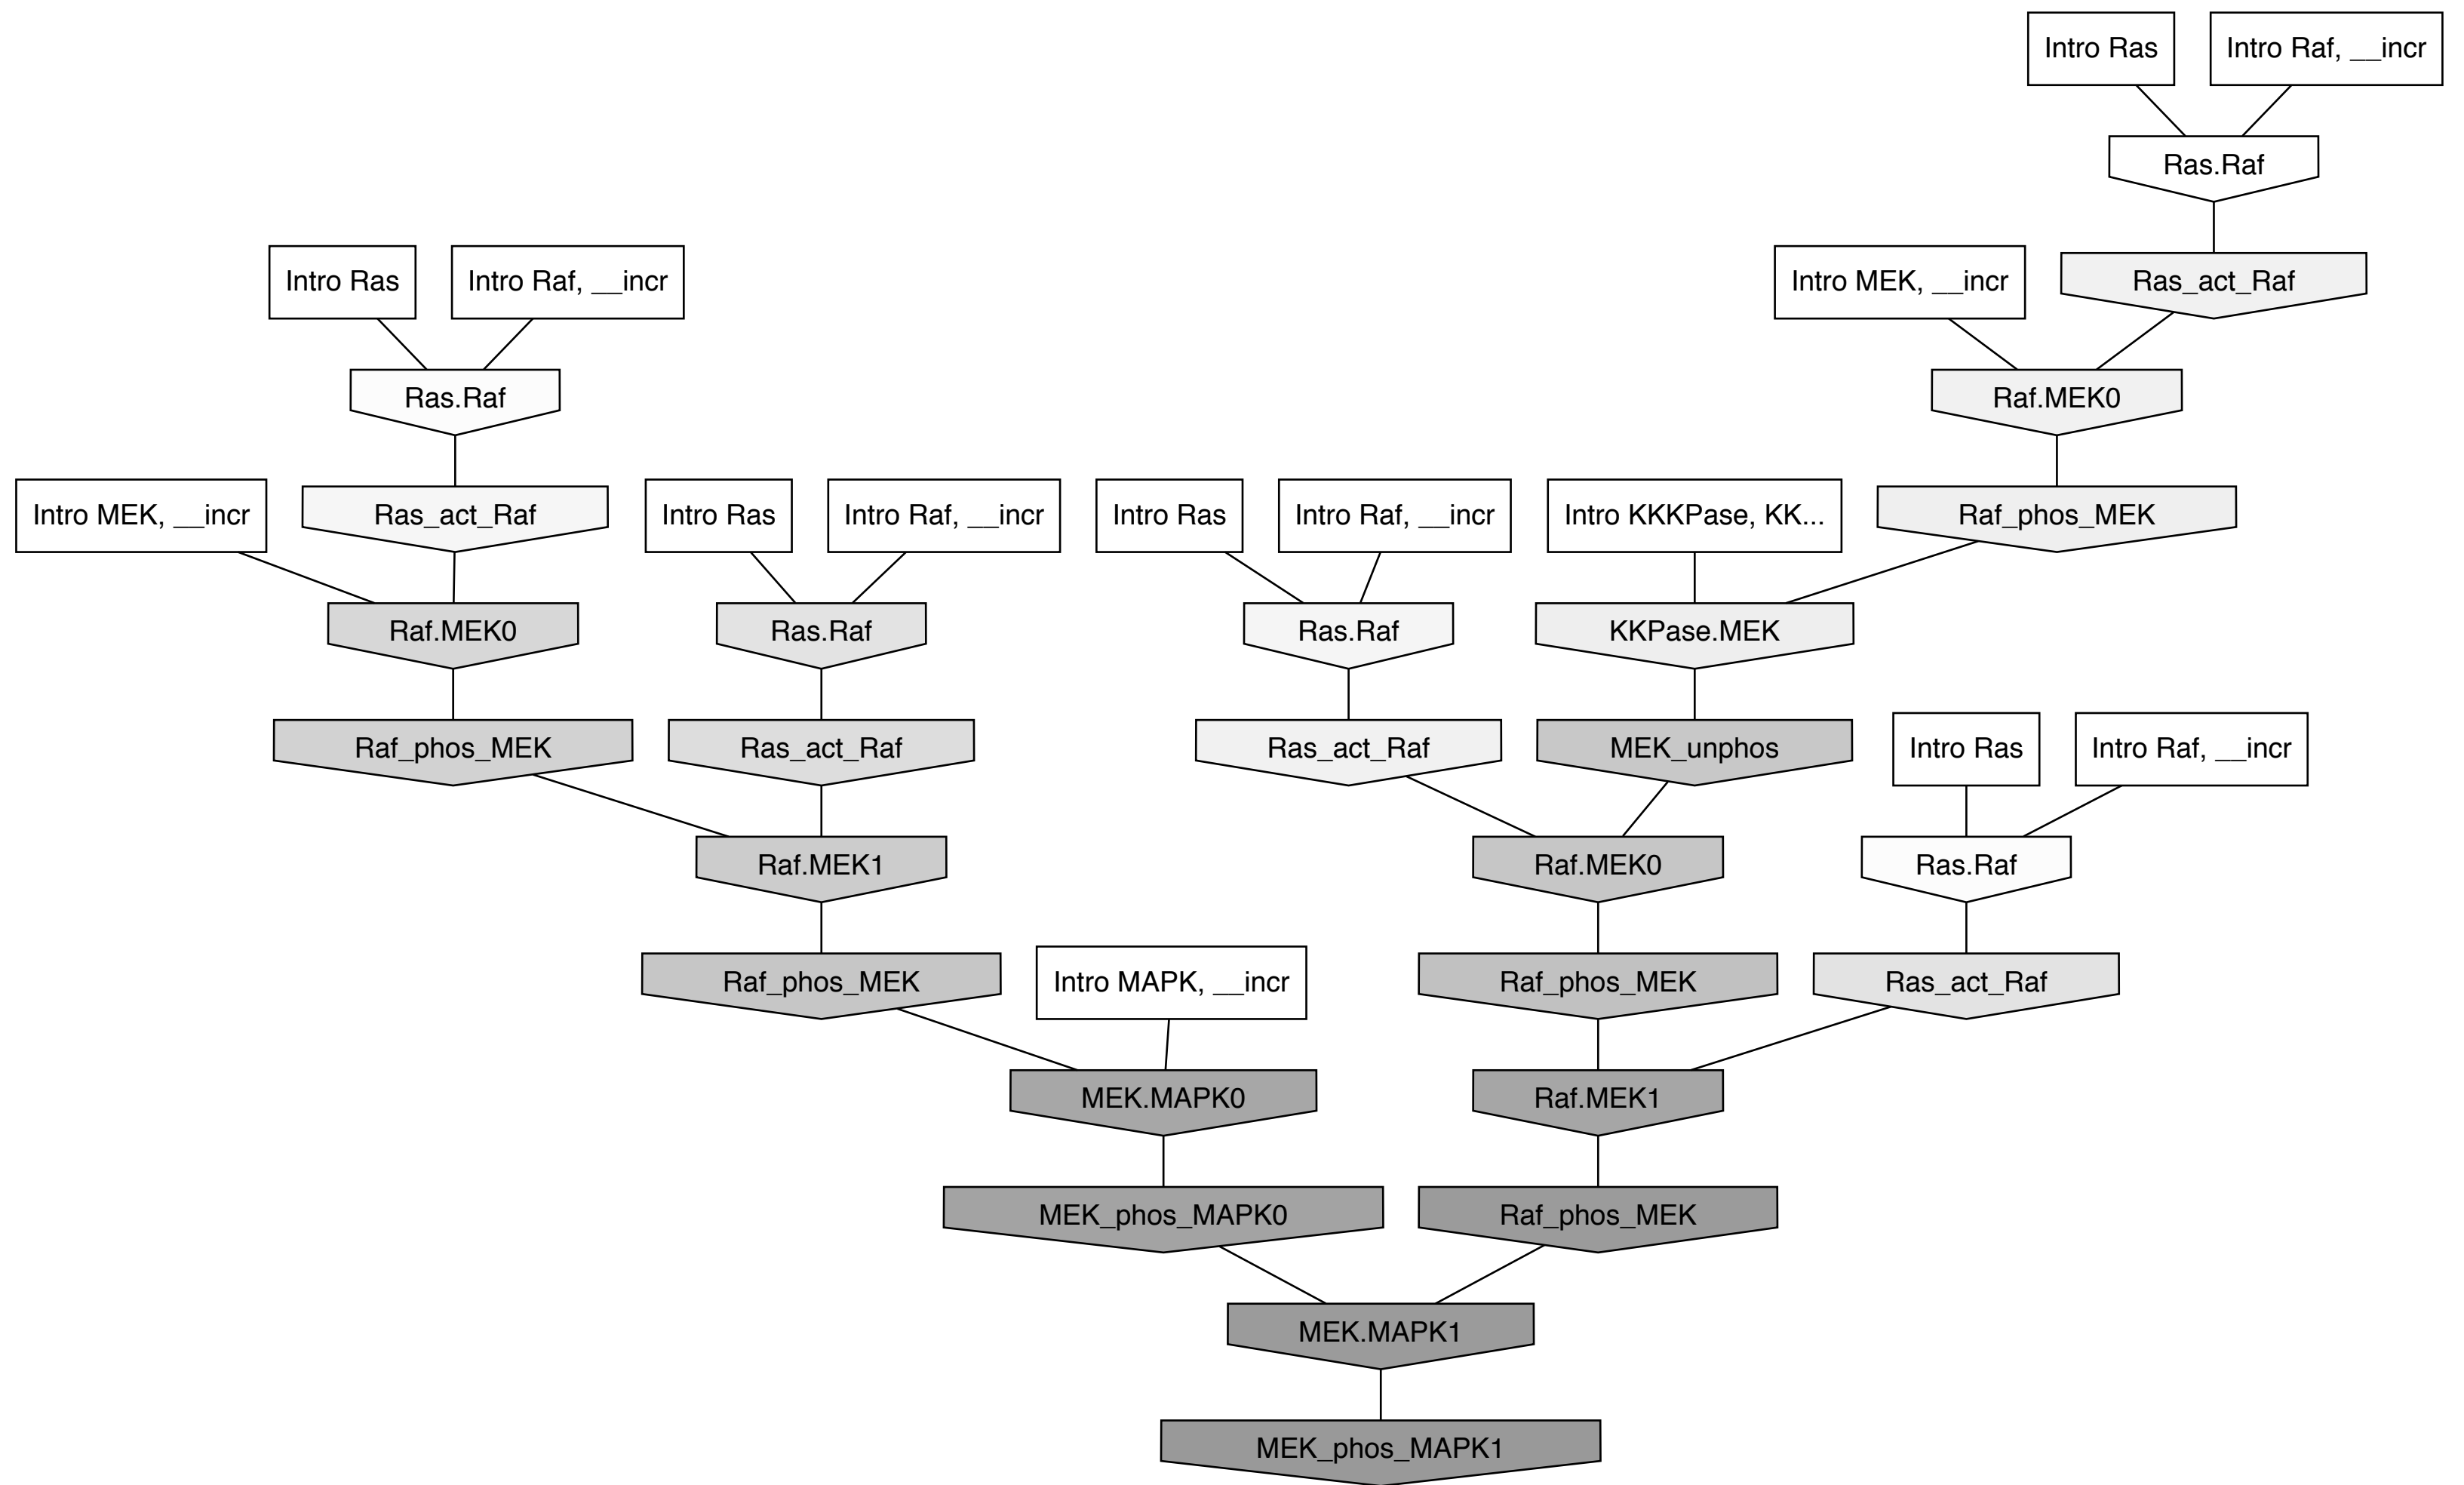 Intro Ras
Intro Raf, __incr
Ras.Raf
Intro Ras
Intro Raf, __incr
Intro MEK, __incr
Ras_act_Raf
Ras.Raf
Raf.MEK0
Intro MEK, __incr
Ras_act_Raf
Intro Ras
Intro Raf, __incr
Intro Ras
Intro Raf, __incr
Intro KKKPase, KK...
Raf_phos_MEK
Raf.MEK0
Ras.Raf
Ras.Raf
KKPase.MEK
Raf_phos_MEK
Ras_act_Raf
Ras_act_Raf
MEK_unphos
Intro Ras
Intro Raf, __incr
Raf.MEK1
Raf.MEK0
Ras.Raf
Raf_phos_MEK
Intro MAPK, __incr
Raf_phos_MEK
Ras_act_Raf
MEK.MAPK0
Raf.MEK1
MEK_phos_MAPK0
Raf_phos_MEK
MEK.MAPK1
MEK_phos_MAPK1